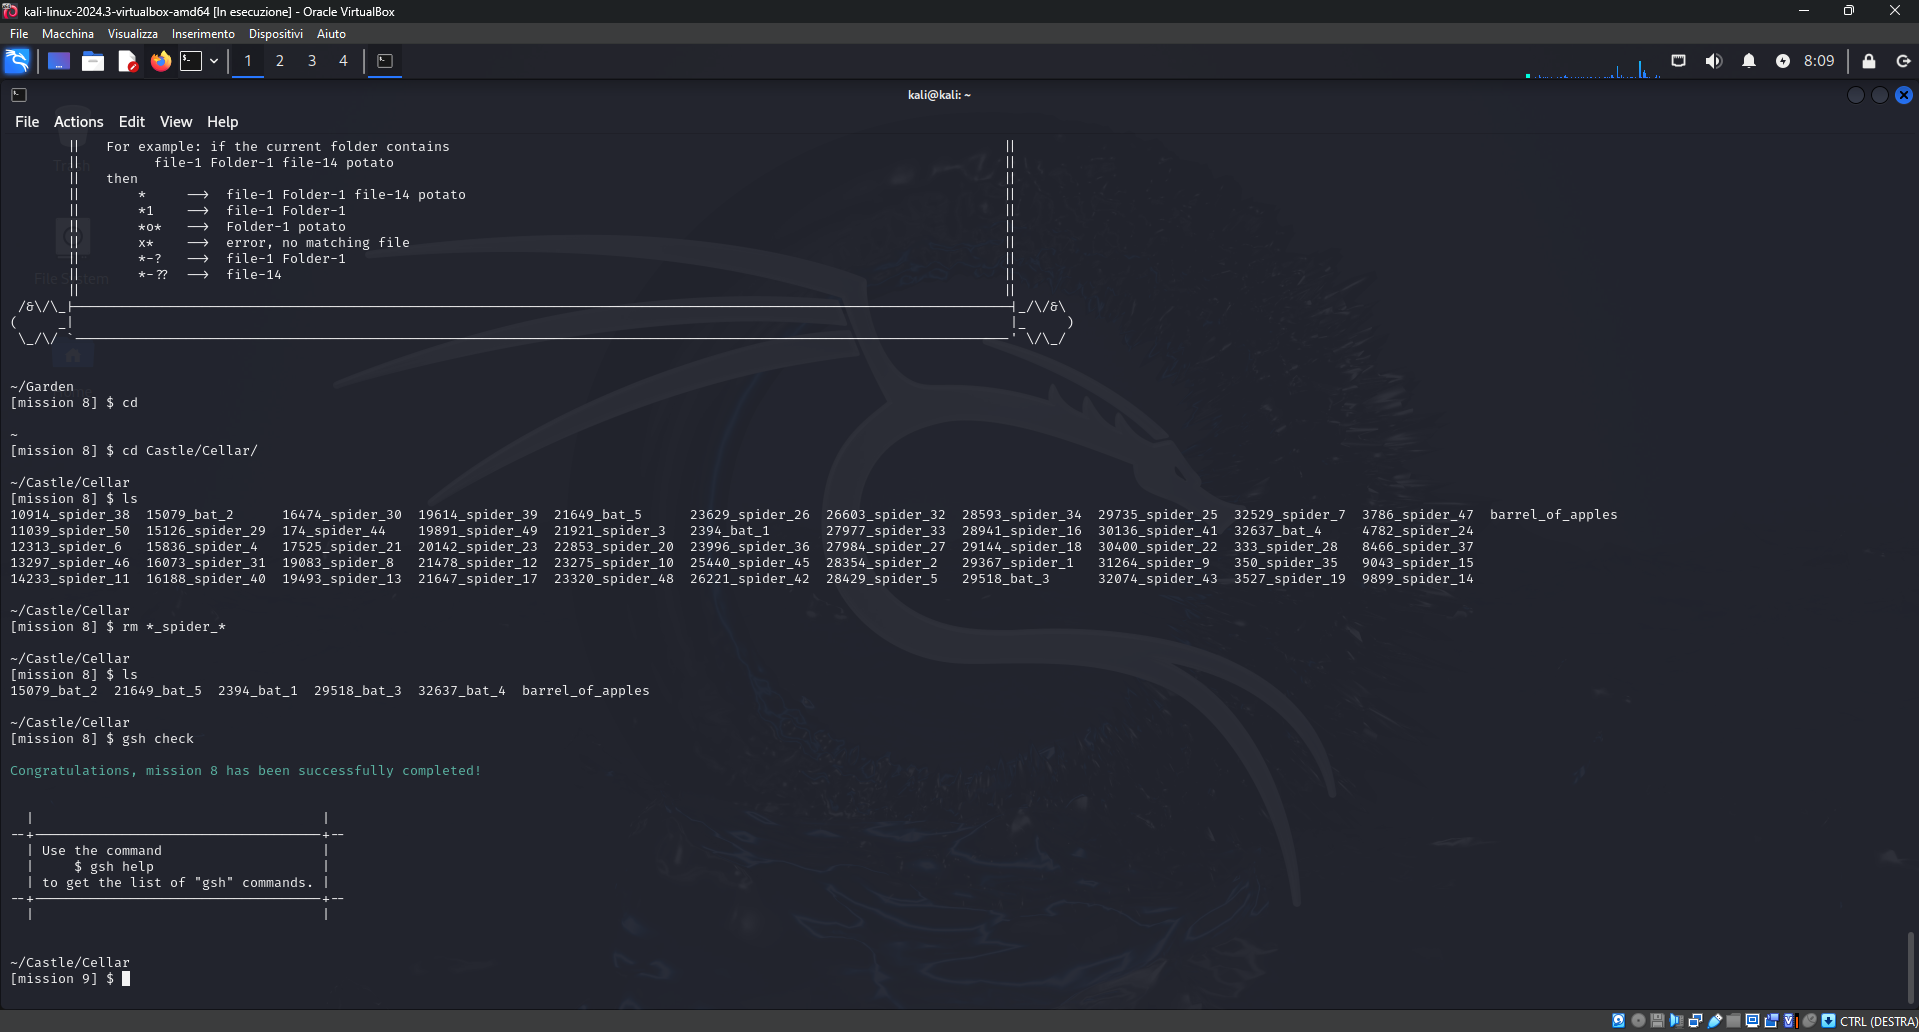 kali-linux-2024.3-virtualbox-amd64 [In esecuzione] - Oracle VirtualBox
File Macchina Visualizza Inserimento Dispositivi Aiuto
1 2 3 4 8:09
kali@kali: ~
File Actions Edit View Help
|| For example: if the current folder contains ||
|| file-1 Folder-1 file-14 potato ||
|| then ||
|| * --> file-1 Folder-1 file-14 potato ||
|| *1 --> file-1 Folder-1 ||
|| *o* --> Folder-1 potato ||
|| x* --> error, no matching file ||
|| *-? --> file-1 Folder-1 ||
|| *-?? --> file-14 ||
File System
~/Garden
[mission 8] $ cd
~
[mission 8] $ cd Castle/Cellar/
~/Castle/Cellar
[mission 8] $ ls
10914_spider_38 15079_bat_2 16474_spider_30 19614_spider_39 21649_bat_5 23629_spider_26 26603_spider_32 28593_spider_34 29735_spider_25 32529_spider_7 3786_spider_47 barrel_of_apples
11039_spider_50 15126_spider_29 174_spider_44 19891_spider_49 21921_spider_3 2394_bat_1 27977_spider_33 28941_spider_16 30136_spider_41 32637_bat_4 4782_spider_24
12313_spider_6 15836_spider_4 17525_spider_21 20142_spider_23 22853_spider_20 23996_spider_36 27984_spider_27 29144_spider_18 30400_spider_22 333_spider_28 8466_spider_37
13297_spider_46 16073_spider_31 19083_spider_8 21478_spider_12 23275_spider_10 25440_spider_45 28354_spider_2 29367_spider_1 31264_spider_9 350_spider_35 9043_spider_15
14233_spider_11 16188_spider_40 19493_spider_13 21647_spider_17 23320_spider_48 26221_spider_42 28429_spider_5 29518_bat_3 32074_spider_43 3527_spider_19 9899_spider_14
~/Castle/Cellar
[mission 8] $ rm *_spider_*
~/Castle/Cellar
[mission 8] $ ls
15079_bat_2 21649_bat_5 2394_bat_1 29518_bat_3 32637_bat_4 barrel_of_apples
~/Castle/Cellar
[mission 8] $ gsh check
Congratulations, mission 8 has been successfully completed!
| Use the command |
| $ gsh help |
| to get the list of "gsh" commands. |
~/Castle/Cellar
[mission 9] $
CTRL (DESTRA)